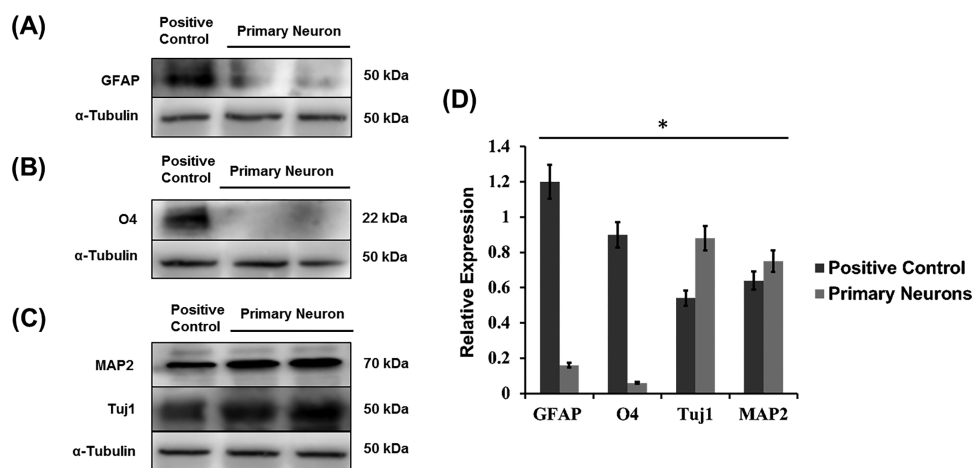 (A)
Positive
Control
Primary Neuron
GFAP
50 kDa
α-Tubulin
50 kDa
(B)
Positive
Control
Primary Neuron
O4
22 kDa
α-Tubulin
50 kDa
(C)
Positive
Control
Primary Neuron
MAP2
70 kDa
Tuj1
50 kDa
α-Tubulin
50 kDa
(D)
*
Relative Expression
1.4
1.2
1
0.8
0.6
0.4
0.2
0
GFAP
O4
Tuj1
MAP2
Positive Control
Primary Neurons